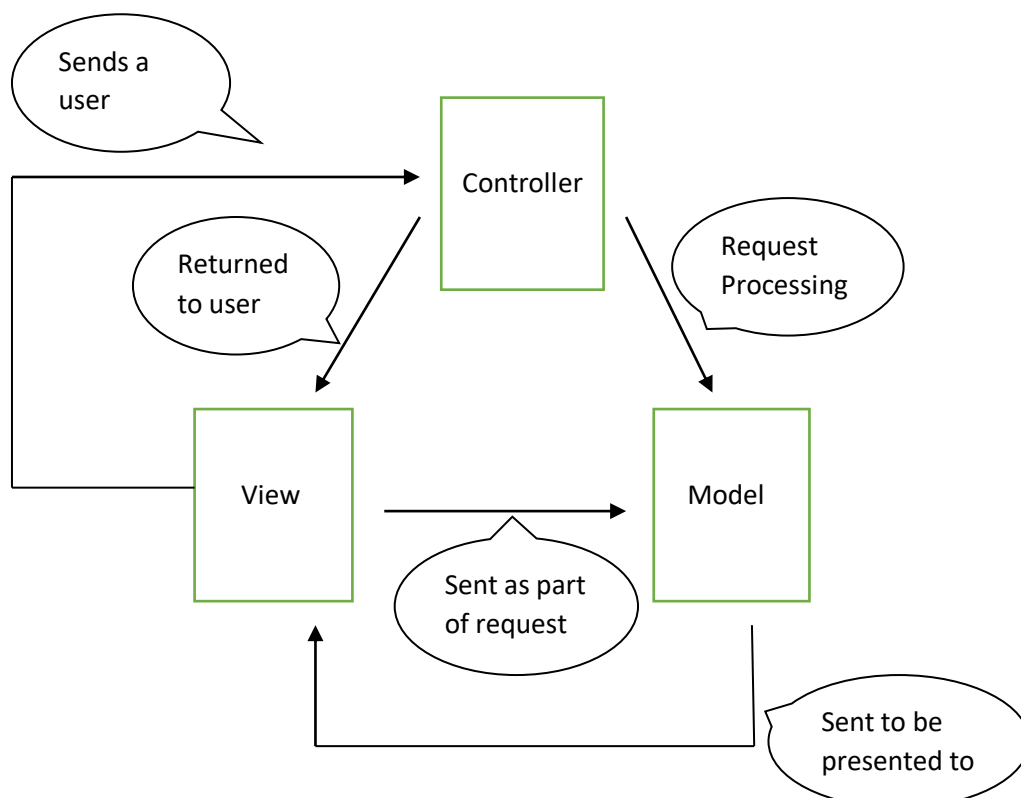 Sends a
user
Controller
Returned
to user
Request
Processing
View
Model
Sent as part
of request
Sent to be
presented to